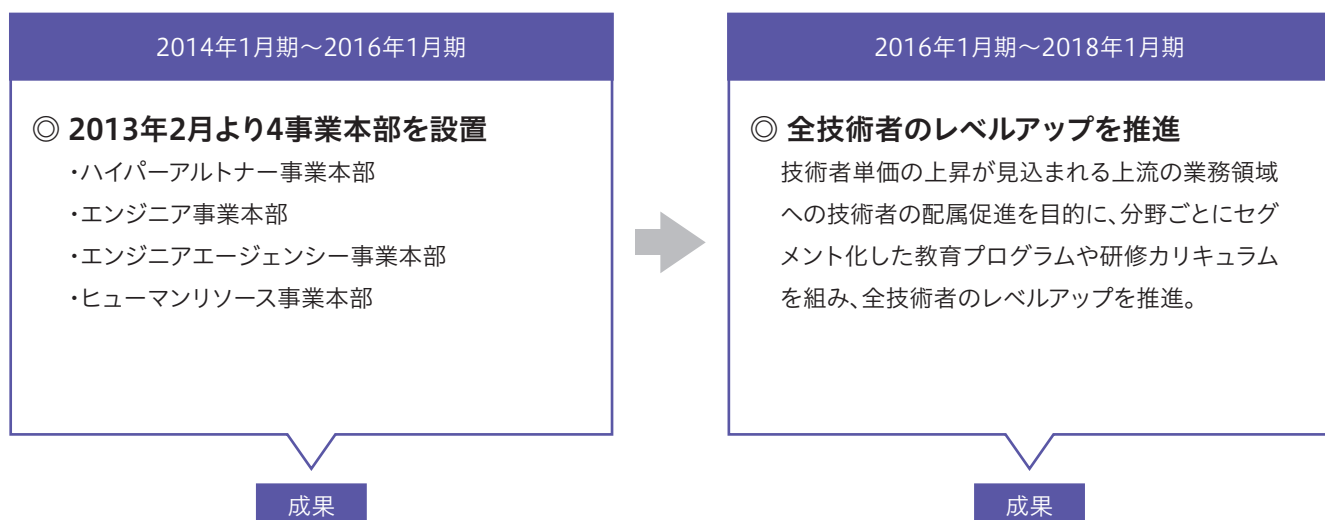 2014年1月期～2016年1月期
◎ 2013年2月より4事業本部を設置
・ハイパーアルトナー事業本部
・エンジニア事業本部
・エンジニアエージェンシー事業本部
・ヒューマンリソース事業本部
成果
2016年1月期～2018年1月期
◎ 全技術者のレベルアップを推進
技術者単価の上昇が見込まれる上流の業務領域
への技術者の配属促進を目的に、分野ごとにセグ
メント化した教育プログラムや研修カリキュラム
を組み、全技術者のレベルアップを推進。
成果